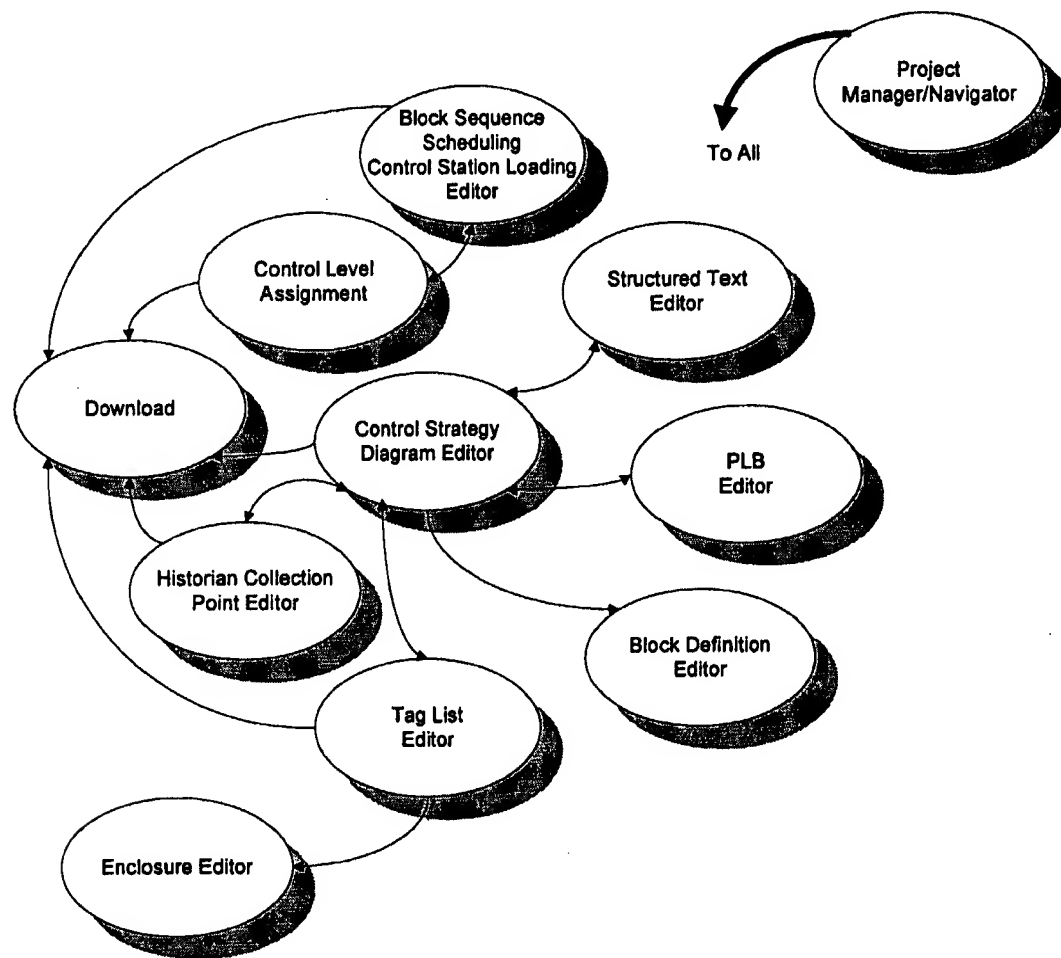 Project
Manager/Navigator
To All
Block Sequence
Scheduling
Control Station Loading
Editor
Control Level
Assignment
Structured Text
Editor
Download
Control Strategy
Diagram Editor
PLB
Editor
Historian Collection
Point Editor
Block Definition
Editor
Tag List
Editor
Enclosure Editor